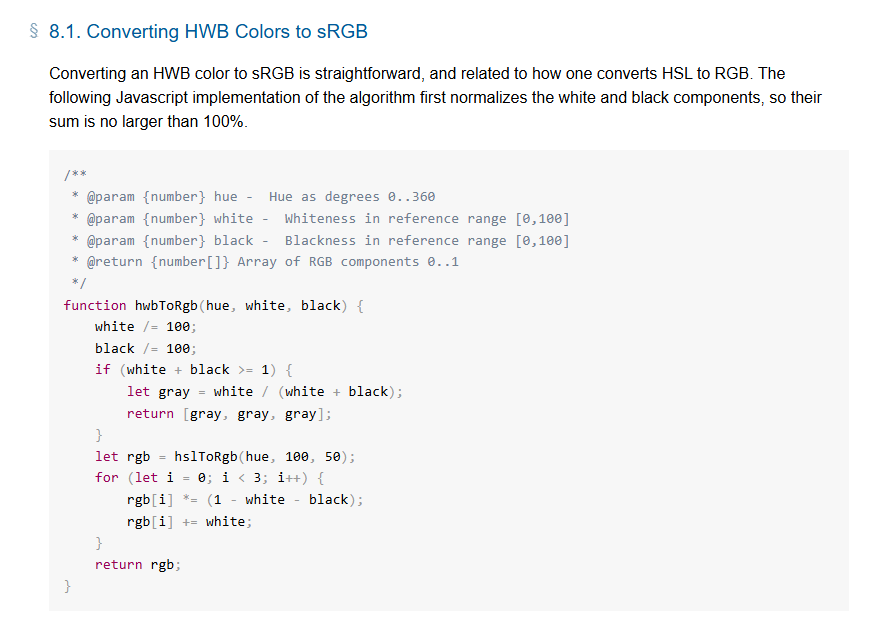 § 8.1. Converting HWB Colors to sRGB
Converting an HWB color to sRGB is straightforward, and related to how one converts HSL to RGB. The
following Javascript implementation of the algorithm first normalizes the white and black components, so their
sum is no larger than 100%.
/**
 * @param {number} hue -  Hue as degrees 0..360
 * @param {number} white -  Whiteness in reference range [0,100]
 * @param {number} black -  Blackness in reference range [0,100]
 * @return {number[]} Array of RGB components 0..1
 */
function hwbToRgb(hue, white, black) {
    white /= 100;
    black /= 100;
    if (white + black >= 1) {
        let gray = white / (white + black);
        return [gray, gray, gray];
    }
    let rgb = hslToRgb(hue, 100, 50);
    for (let i = 0; i < 3; i++) {
        rgb[i] *= (1 - white - black);
        rgb[i] += white;
    }
    return rgb;
}